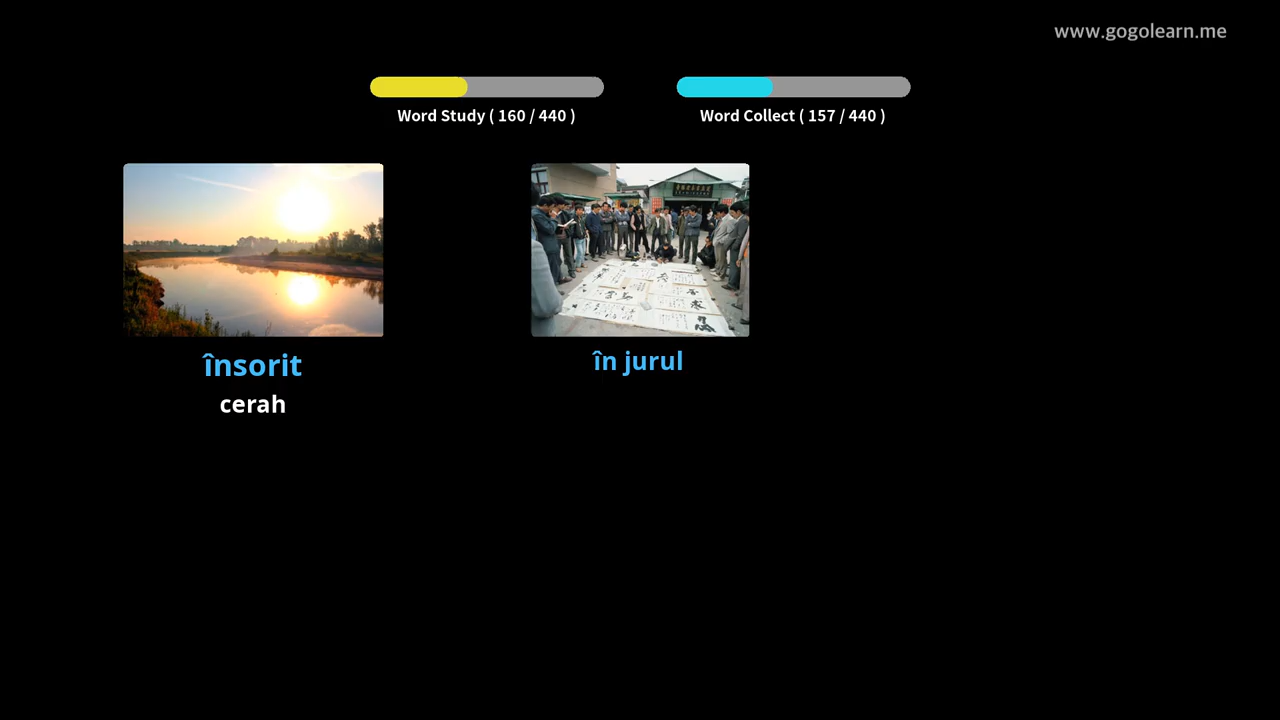 www.gogolearn.me
Word Study ( 160 / 440 )
Word Collect ( 157 / 440 )
însorit
cerah
în jurul